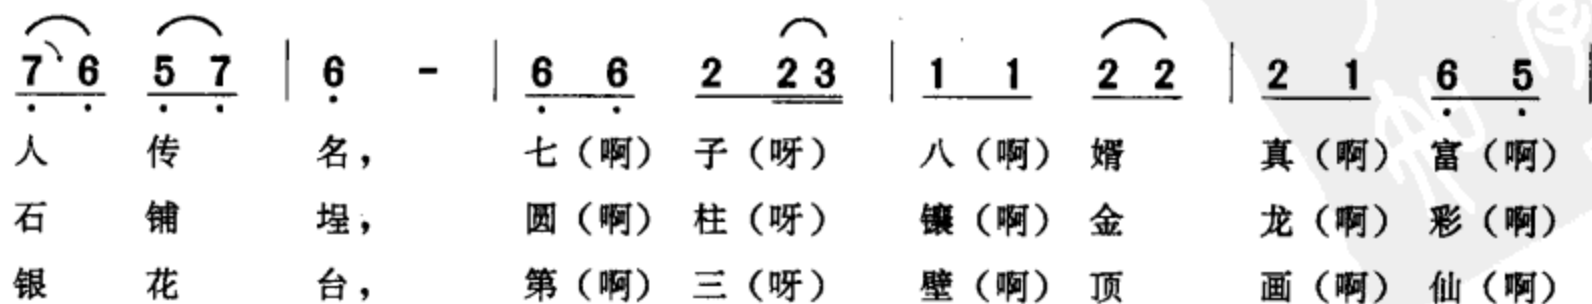 7 6 5 7 | 6 - | 6 6 2 2 3 | 1 1 2 2 | 2 1 6 5 |
人 传 名， 七（啊）子（呀） 八（啊）婿 真（啊）富（啊）
石 铺 埕， 圆（啊）柱（呀） 镶（啊）金 龙（啊）彩（啊）
银 花 台， 第（啊）三（呀） 壁（啊）顶 画（啊）仙（啊）